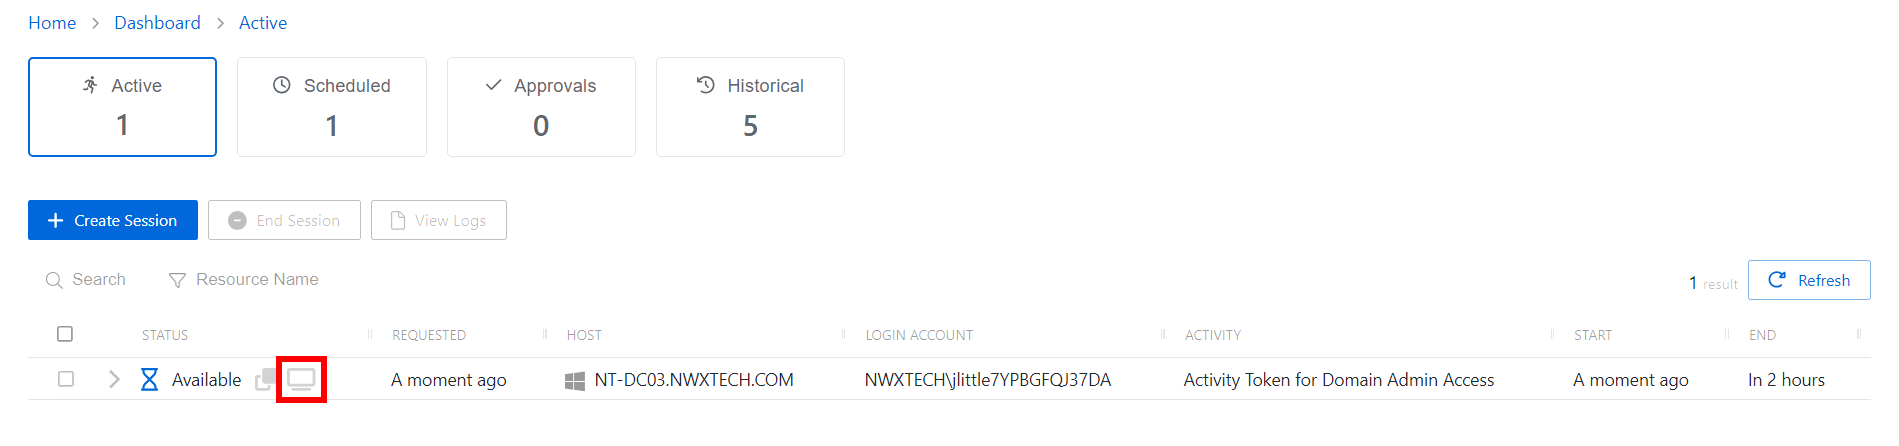 Home > Dashboard > Active
Active Scheduled Approvals Historical
1 1 0 5
Create Session End Session View Logs
Search Resource Name 1 result Refresh
STATUS REQUESTED HOST LOGIN ACCOUNT ACTIVITY START END
Available A moment ago NT-DC03.NWXTECH.COM NWXTECH\jlittle7YPBGFQJ37DA Activity Token for Domain Admin Access A moment ago In 2 hours